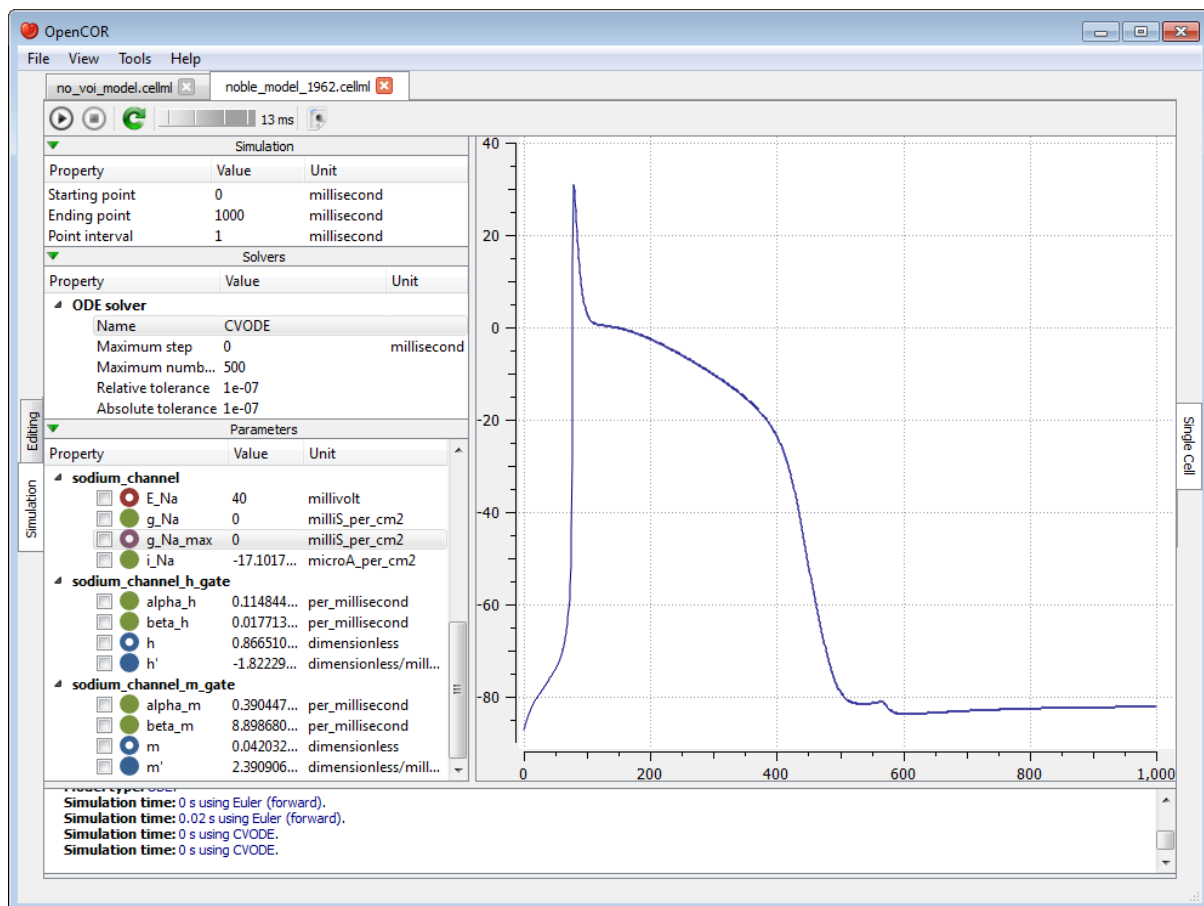 OpenCOR
File View Tools Help
no_voi_model.cellml noble_model_1962.cellml
13 ms
Simulation
Property Value Unit
Starting point 0 millisecond
Ending point 1000 millisecond
Point interval 1 millisecond
Solvers
Property Value Unit
ODE solver
Name CVODE
Maximum step 0 millisecond
Maximum numb... 500
Relative tolerance 1e-07
Absolute tolerance 1e-07
Parameters
Property Value Unit
sodium_channel
E_Na 40 millivolt
g_Na 0 milliS_per_cm2
g_Na_max 0 milliS_per_cm2
i_Na -17.1017... microA_per_cm2
sodium_channel_h_gate
alpha_h 0.114844... per_millisecond
beta_h 0.017713... per_millisecond
h 0.866510... dimensionless
h' -1.82229... dimensionless/mill...
sodium_channel_m_gate
alpha_m 0.390447... per_millisecond
beta_m 8.898680... per_millisecond
m 0.042032... dimensionless
m' 2.390906... dimensionless/mill...
Editing
Simulation
40
20
0
-20
-40
-60
-80
0 200 400 600 800 1,000
Single Cell
Model type: ODE.
Simulation time: 0 s using Euler (forward).
Simulation time: 0.02 s using Euler (forward).
Simulation time: 0 s using CVODE.
Simulation time: 0 s using CVODE.